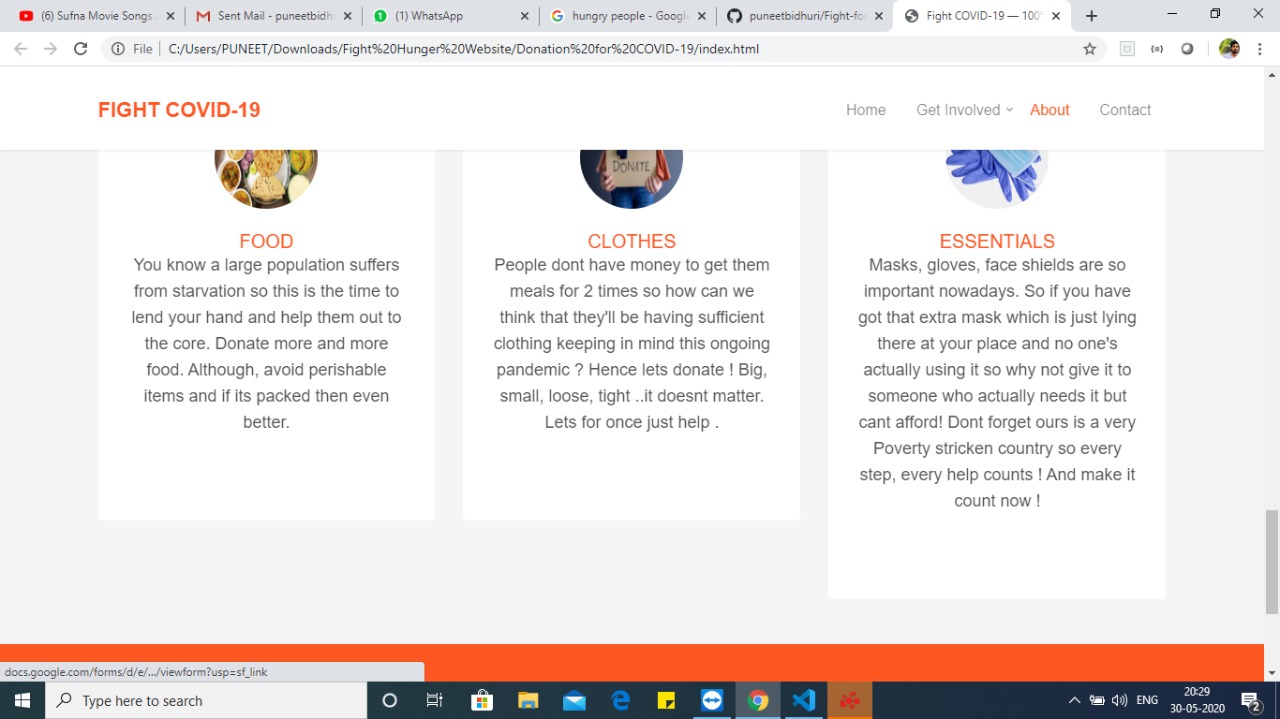 (6) Sufna Movie Songs
Sent Mail - puneetbidh
(1) WhatsApp
hungry people - Google
puneetbidhuri/Fight-for
Fight COVID-19 — 100%
File
C:/Users/PUNEET/Downloads/Fight%20Hunger%20Website/Donation%20for%20COVID-19/index.html
FIGHT COVID-19
Home
Get Involved
About
Contact
DONATE
FOOD
You know a large population suffers
from starvation so this is the time to
lend your hand and help them out to
the core. Donate more and more
food. Although, avoid perishable
items and if its packed then even
better.
CLOTHES
People dont have money to get them
meals for 2 times so how can we
think that they'll be having sufficient
clothing keeping in mind this ongoing
pandemic ? Hence lets donate ! Big,
small, loose, tight ..it doesnt matter.
Lets for once just help .
ESSENTIALS
Masks, gloves, face shields are so
important nowadays. So if you have
got that extra mask which is just lying
there at your place and no one's
actually using it so why not give it to
someone who actually needs it but
cant afford! Dont forget ours is a very
Poverty stricken country so every
step, every help counts ! And make it
count now !
docs.google.com/forms/d/e/.../viewform?usp=sf_link
Type here to search
ENG
20:29
30-05-2020
2